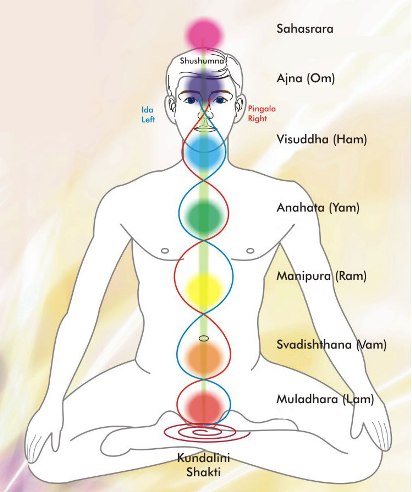 Sahasrara
Shushumna
Ajna (Om)
Ida
Left
Pingala
Right
Visuddha (Ham)
Anahata (Yam)
Manipura (Ram)
Svadishthana (Vam)
Muladhara (Lam)
Kundalini
Shakti